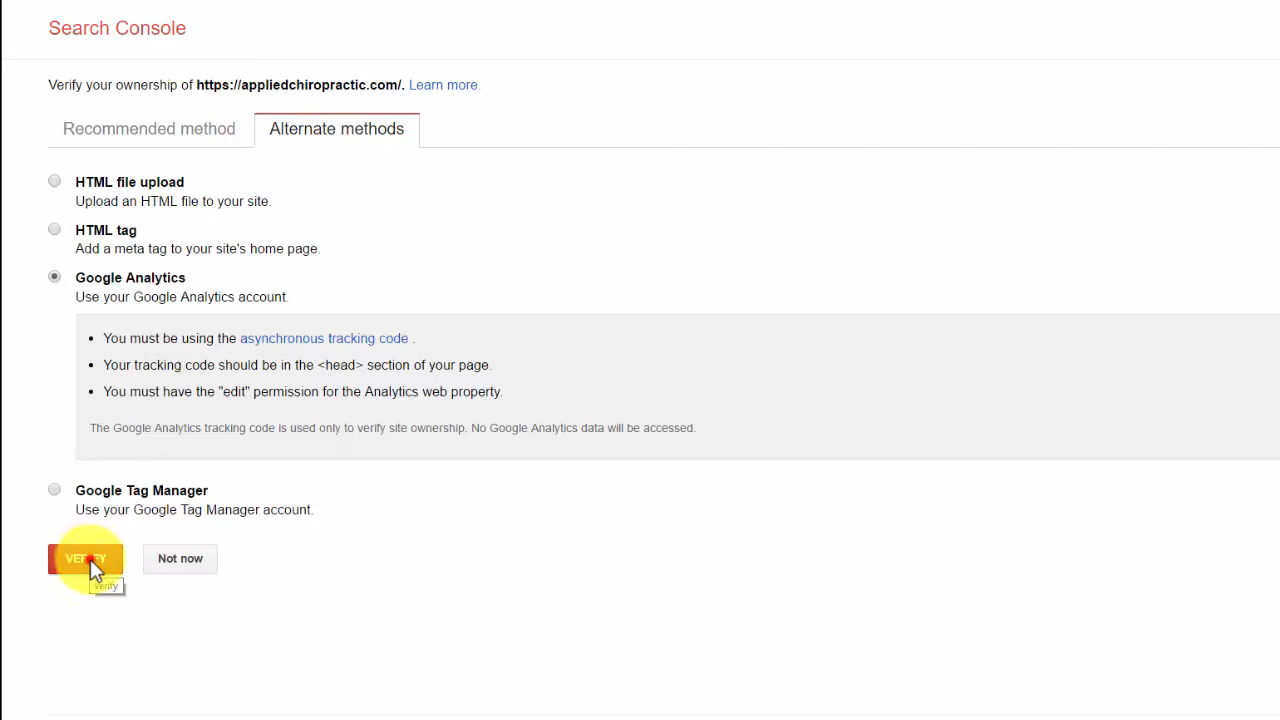 Search Console
Verify your ownership of https://appliedchiropractic.com/. Learn more.
Recommended method
Alternate methods
HTML file upload
Upload an HTML file to your site.
HTML tag
Add a meta tag to your site's home page.
Google Analytics
Use your Google Analytics account.
• You must be using the asynchronous tracking code .
• Your tracking code should be in the <head> section of your page.
• You must have the "edit" permission for the Analytics web property.
The Google Analytics tracking code is used only to verify site ownership. No Google Analytics data will be accessed.
Google Tag Manager
Use your Google Tag Manager account.
VERIFY
Not now
Verify